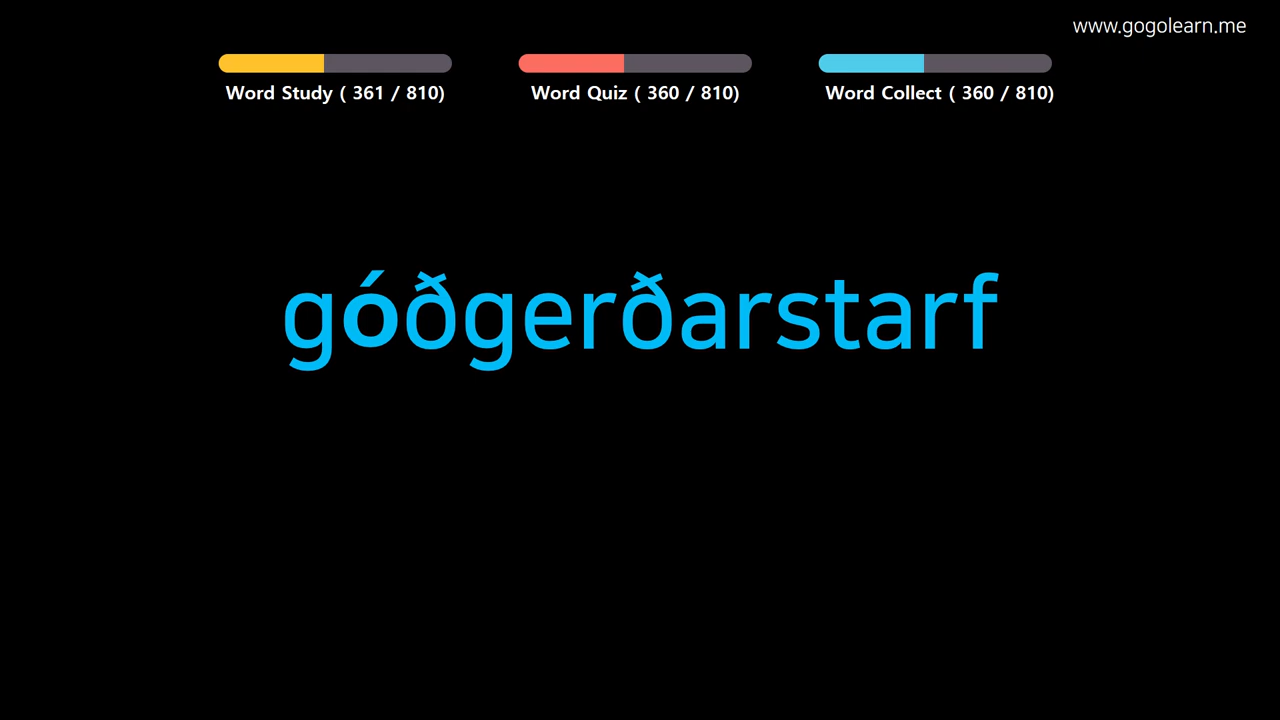 www.gogolearn.me
Word Study ( 361 / 810)
Word Quiz ( 360 / 810)
Word Collect ( 360 / 810)
góðgerðarstarf